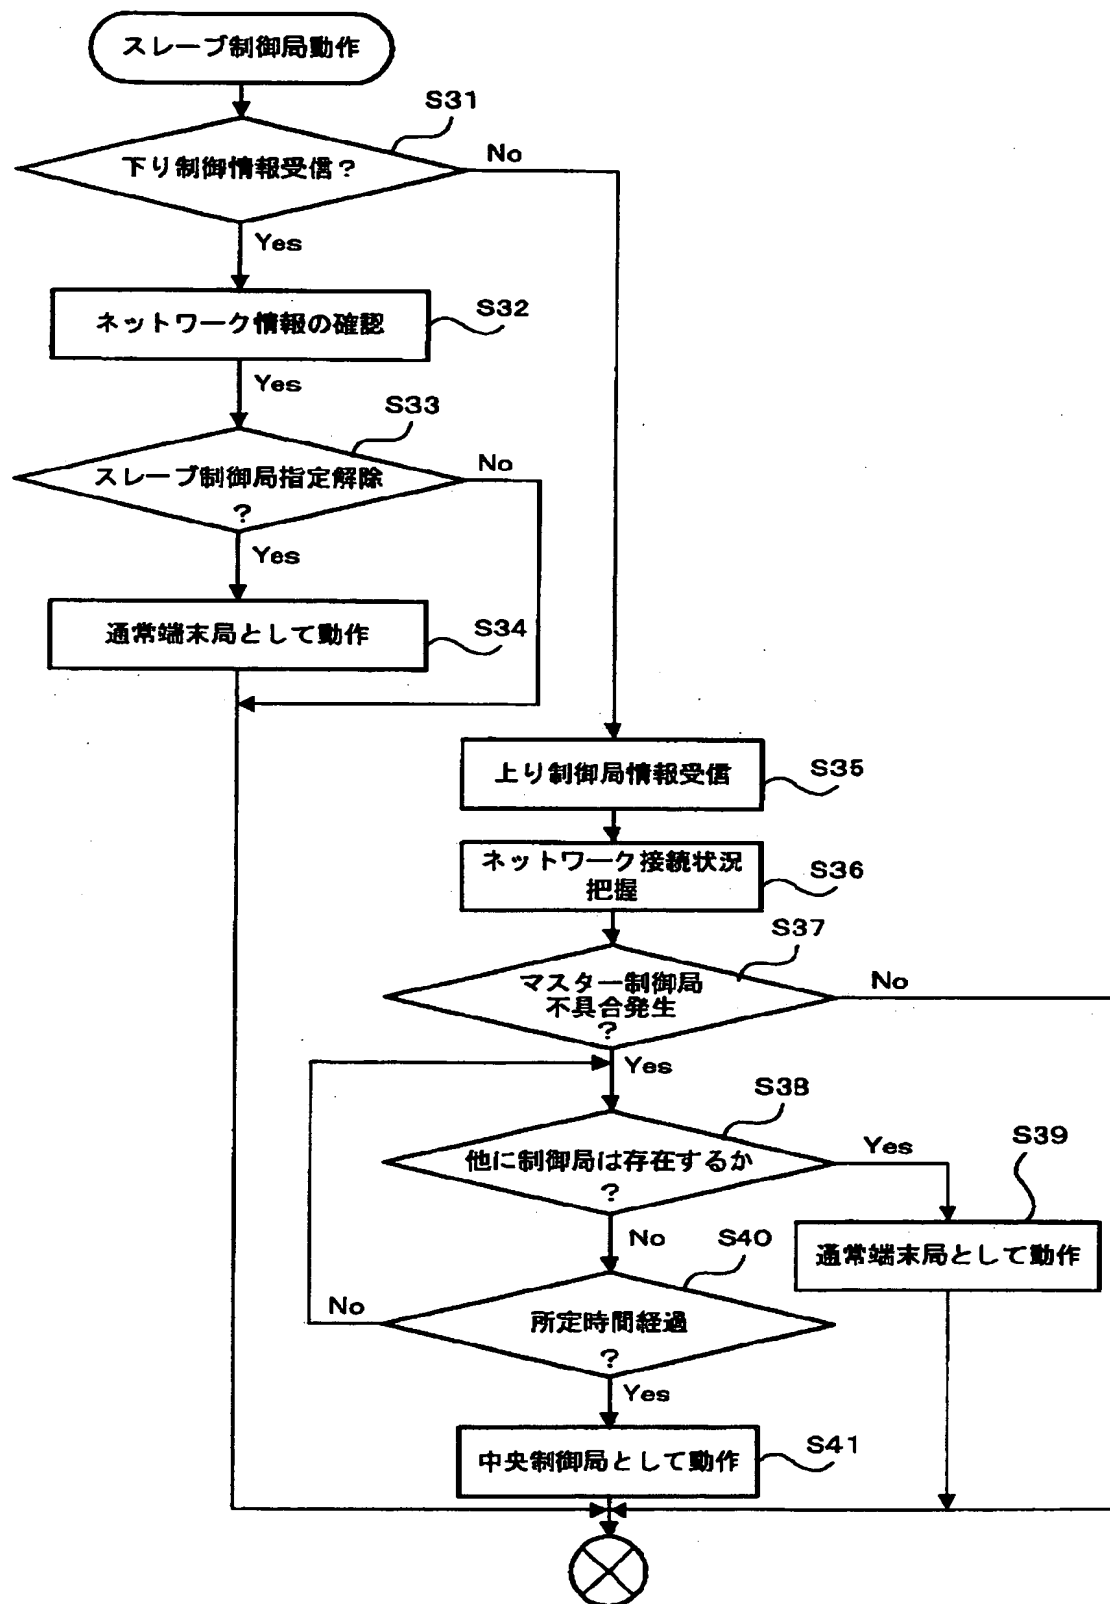 スレーブ制御局動作
S31
下り制御情報受信？
No
Yes
ネットワーク情報の確認
S32
Yes
S33
スレーブ制御局指定解除
？
No
Yes
通常端末局として動作
S34
上り制御局情報受信
S35
ネットワーク接続状況
把握
S36
S37
マスター制御局
不具合発生
？
No
Yes
S38
他に制御局は存在するか
？
Yes
S39
No
S40
通常端末局として動作
所定時間経過
？
No
Yes
中央制御局として動作
S41